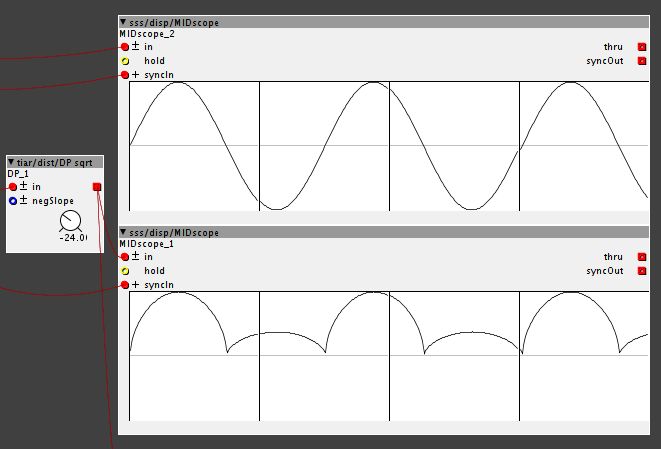 sss/disp/MIDscope
MIDscope_2
± in thru
hold syncOut
+ syncIn
tiar/dist/DP sqrt
DP_1
± in
± negSlope
-24.0(
sss/disp/MIDscope
MIDscope_1
± in thru
hold syncOut
+ syncIn